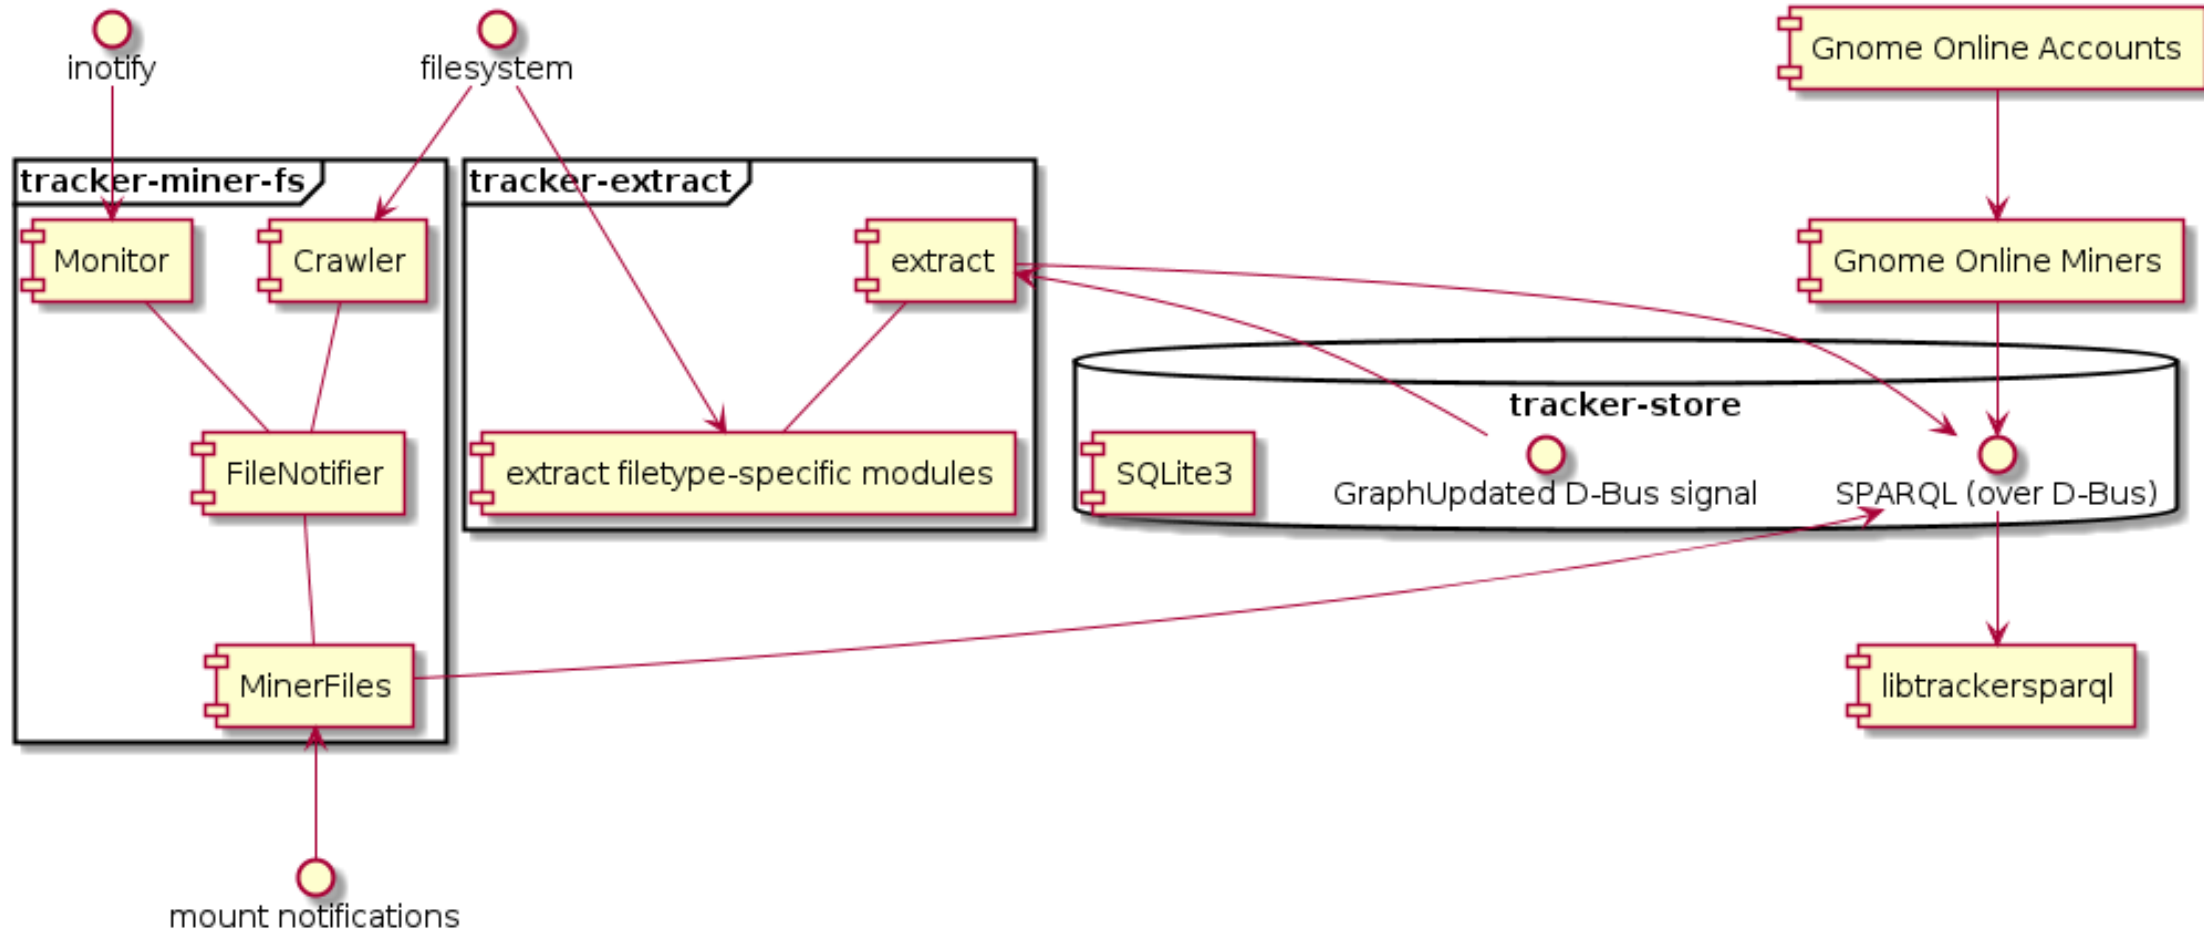 inotify
filesystem
Gnome Online Accounts
tracker-miner-fs
tracker-extract
Monitor
Crawler
extract
Gnome Online Miners
tracker-store
FileNotifier
extract filetype-specific modules
SQLite3
GraphUpdated D-Bus signal
SPARQL (over D-Bus)
MinerFiles
libtrackersparql
mount notifications